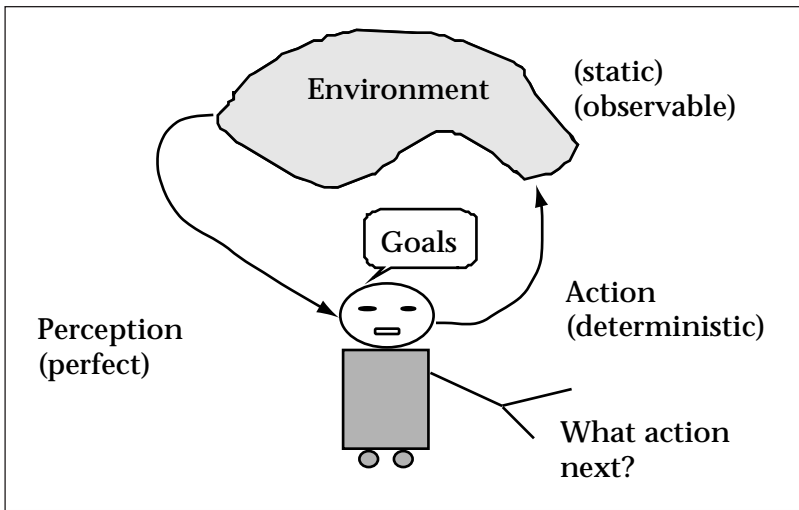 Environment
(static)
(observable)
Goals
Perception
(perfect)
Action
(deterministic)
What action
next?